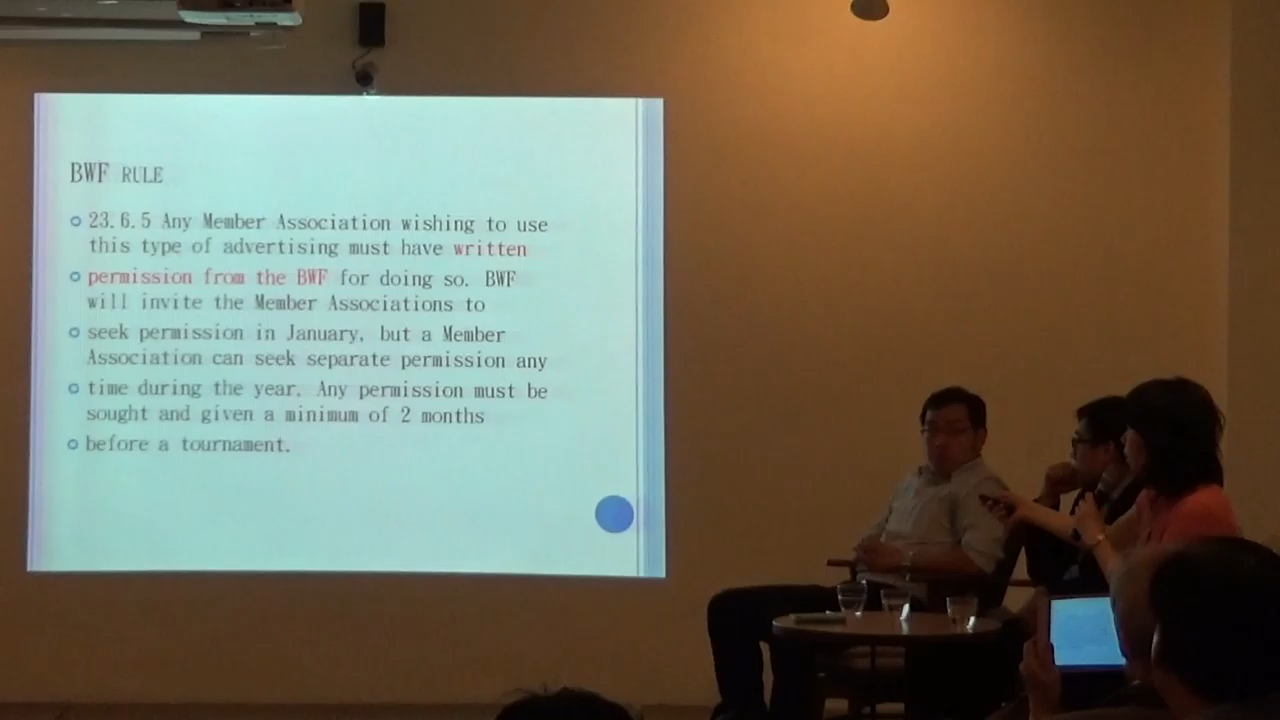 BWF RULE
23.6.5 Any Member Association wishing to use
this type of advertising must have written
permission from the BWF for doing so. BWF
will invite the Member Associations to
seek permission in January, but a Member
Association can seek separate permission any
time during the year. Any permission must be
sought and given a minimum of 2 months
before a tournament.